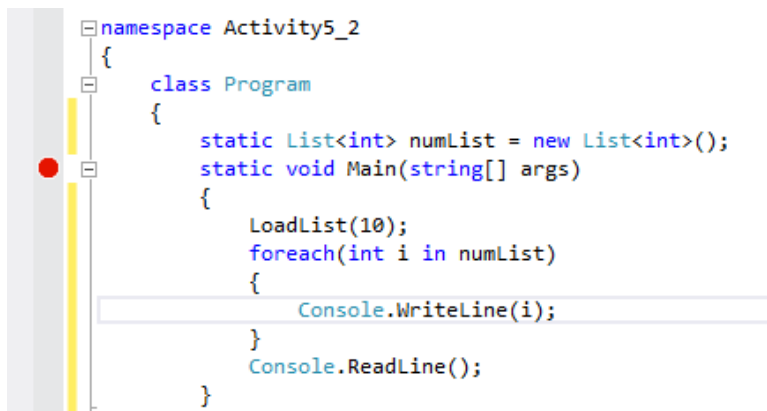 namespace Activity5_2
{
class Program
{
static List<int> numList = new List<int>();
static void Main(string[] args)
{
LoadList(10);
foreach(int i in numList)
{
Console.WriteLine(i);
}
Console.ReadLine();
}